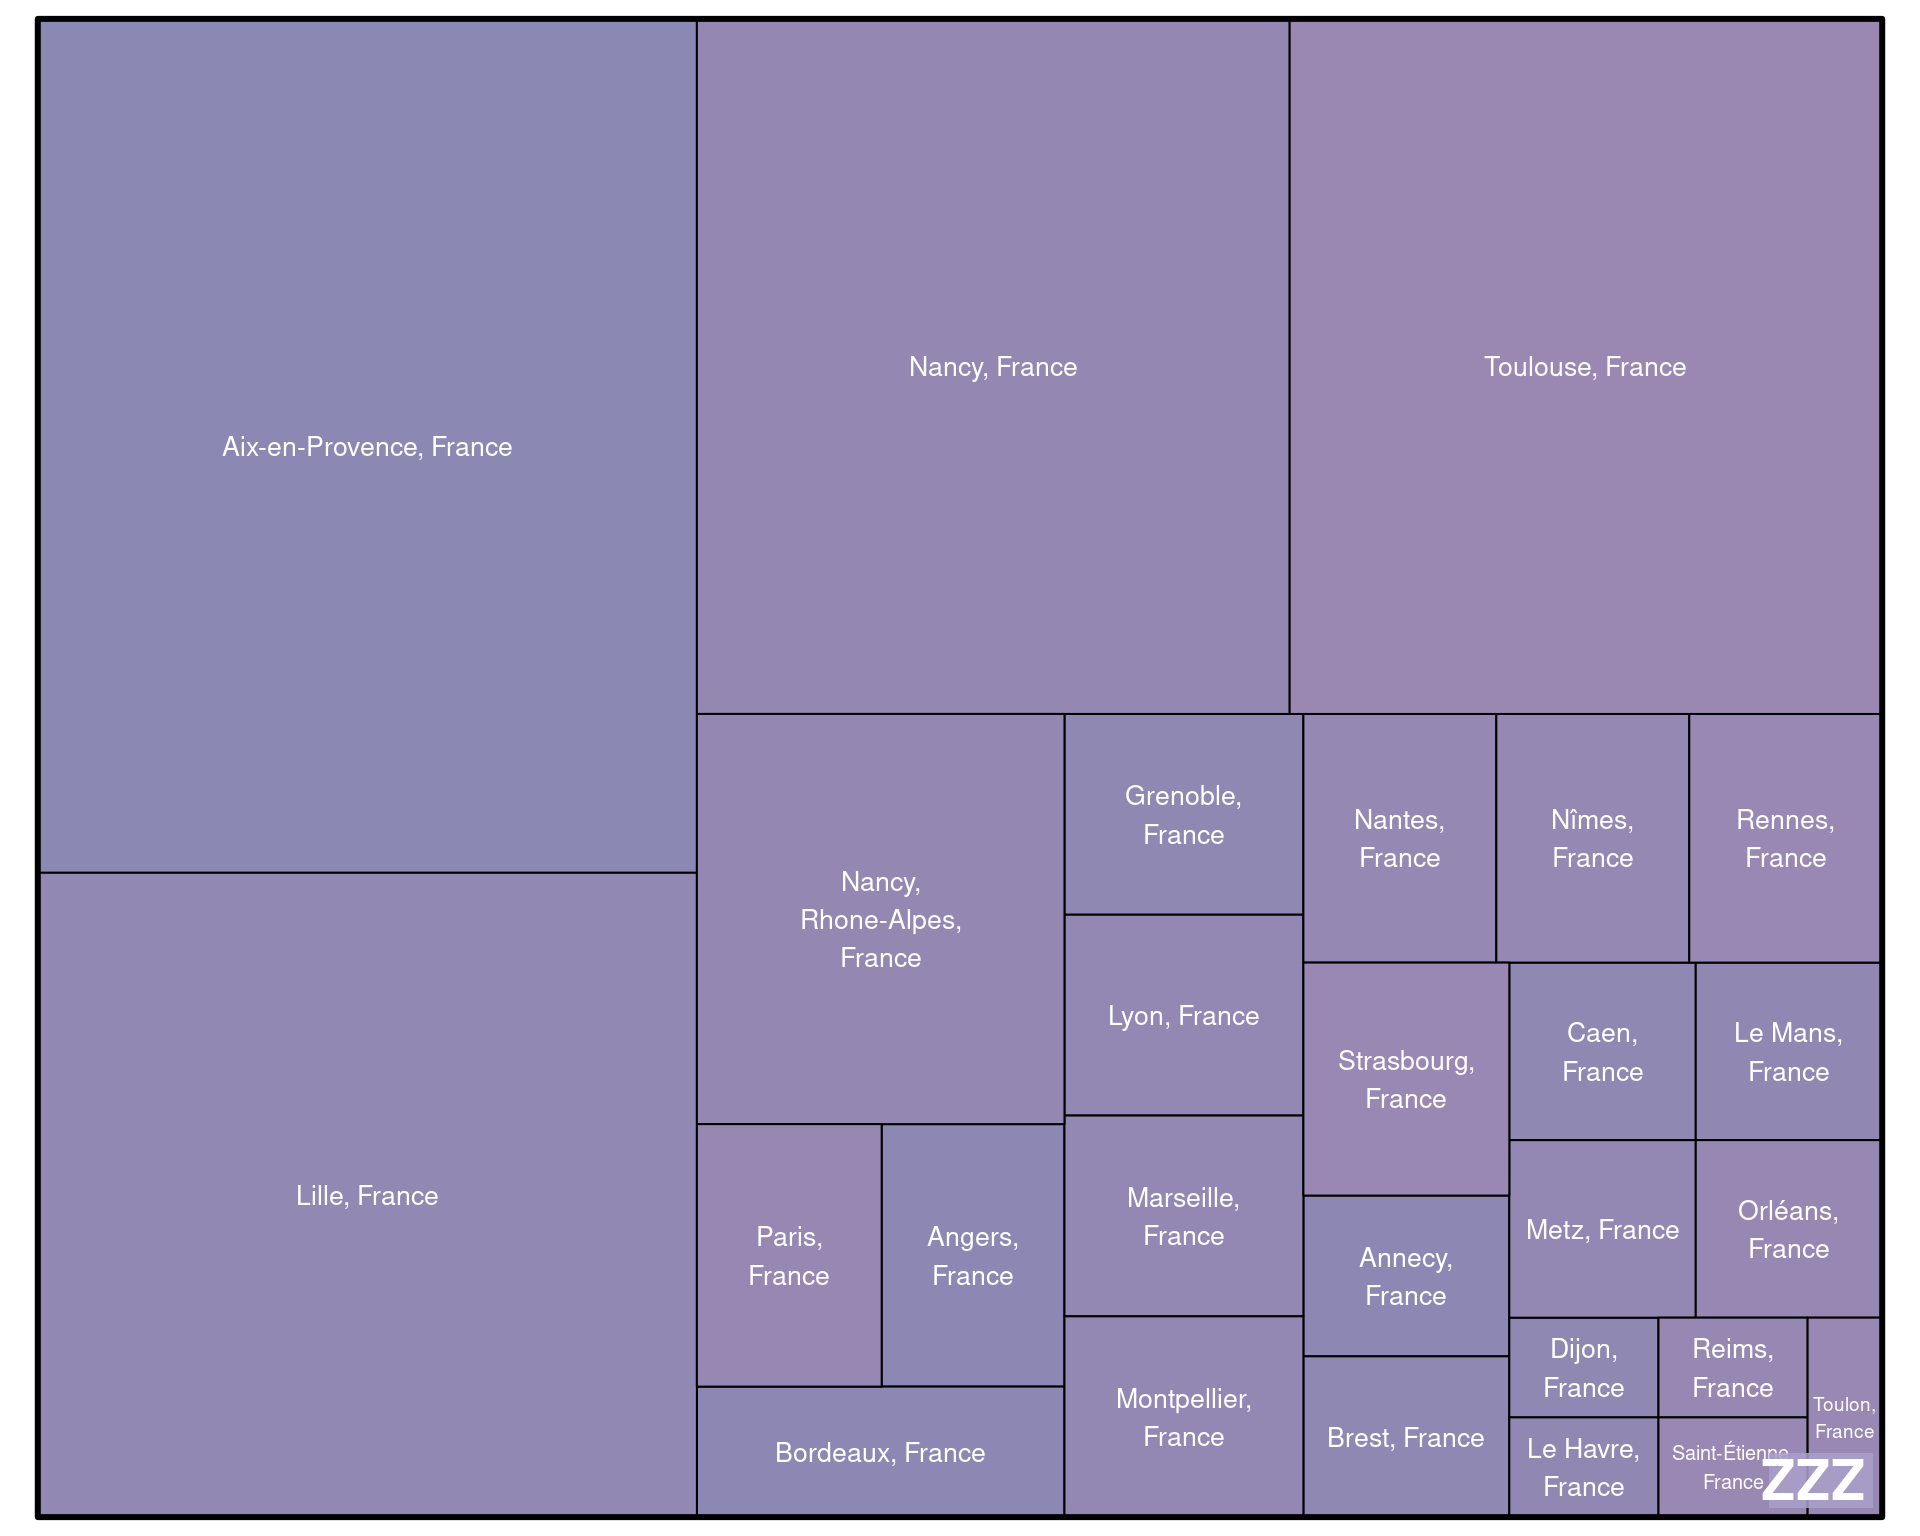 Aix-en-Provence, France
Nancy, France
Toulouse, France
Lille, France
Nancy,
Rhone-Alpes,
France
Grenoble,
France
Nantes,
France
Nîmes,
France
Rennes,
France
Lyon, France
Strasbourg,
France
Caen,
France
Le Mans,
France
Paris,
France
Angers,
France
Marseille,
France
Annecy,
France
Metz, France
Orléans,
France
Bordeaux, France
Montpellier,
France
Brest, France
Dijon,
France
Reims,
France
Toulon,
France
Le Havre,
France
Saint-Étienne,
France
ZZZ